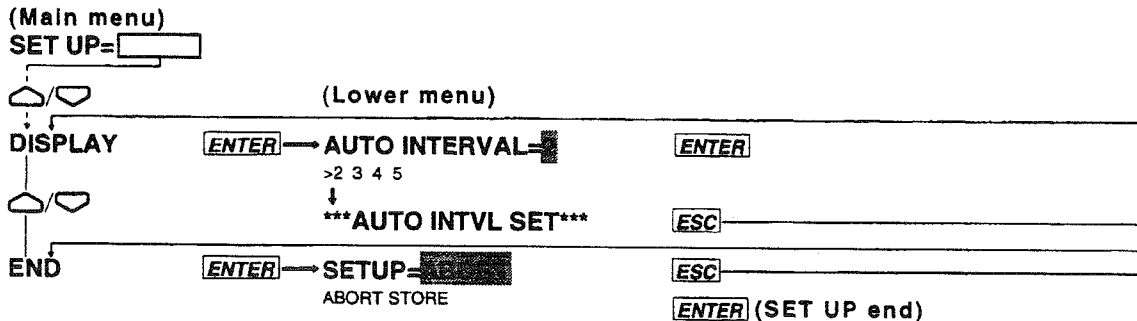 (Main menu)
SET UP=
/
(Lower menu)
DISPLAY ENTER AUTO INTERVAL= ENTER
>2 3 4 5
/
***AUTO INTVL SET*** ESC
END ENTER SETUP= ESC
ABORT STORE
ENTER (SET UP end)